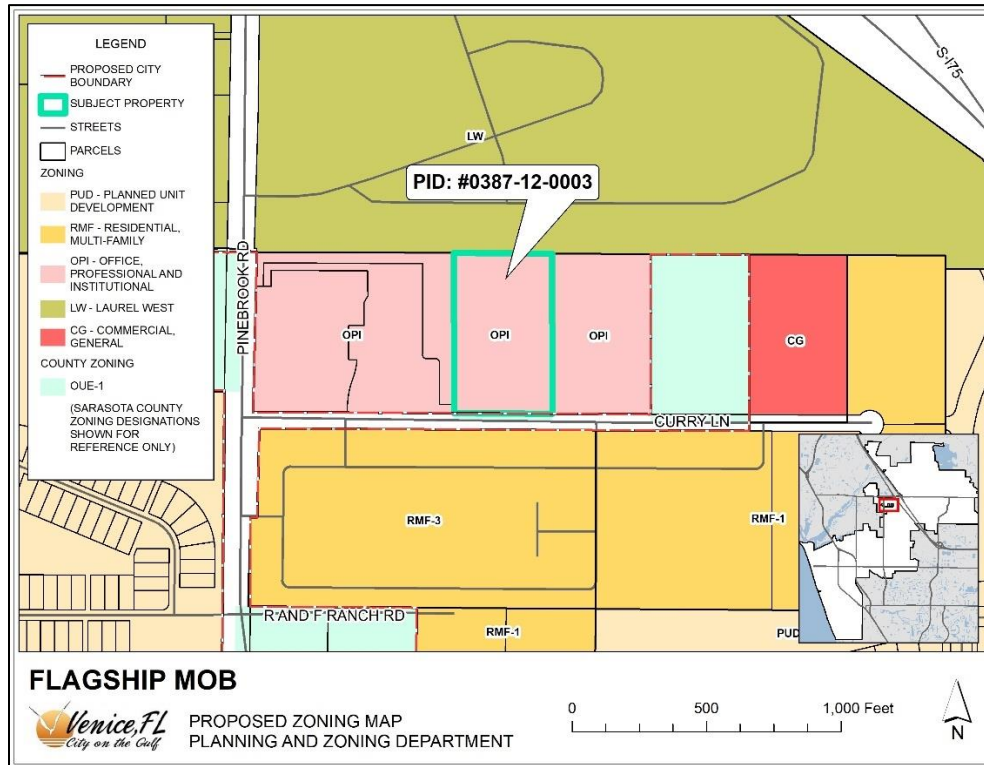 LEGEND
PROPOSED CITY
BOUNDARY
SUBJECT PROPERTY
STREETS
PARCELS
ZONING
PUD - PLANNED UNIT
DEVELOPMENT
RMF - RESIDENTIAL,
MULTI-FAMILY
OPI - OFFICE,
PROFESSIONAL AND
INSTITUTIONAL
LW - LAUREL WEST
CG - COMMERCIAL,
GENERAL
COUNTY ZONING
OUE-1
(SARASOTA COUNTY
ZONING DESIGNATIONS
SHOWN FOR
REFERENCE ONLY)
S-I75
LW
PID: #0387-12-0003
PINEBROOK RD
OPI
OPI
OPI
CG
CURRY LN
RMF-3
RMF-1
R AND F RANCH RD
RMF-1
PUD
FLAGSHIP MOB
Venice, FL
City on the Gulf
PROPOSED ZONING MAP
PLANNING AND ZONING DEPARTMENT
0 500 1,000 Feet
N